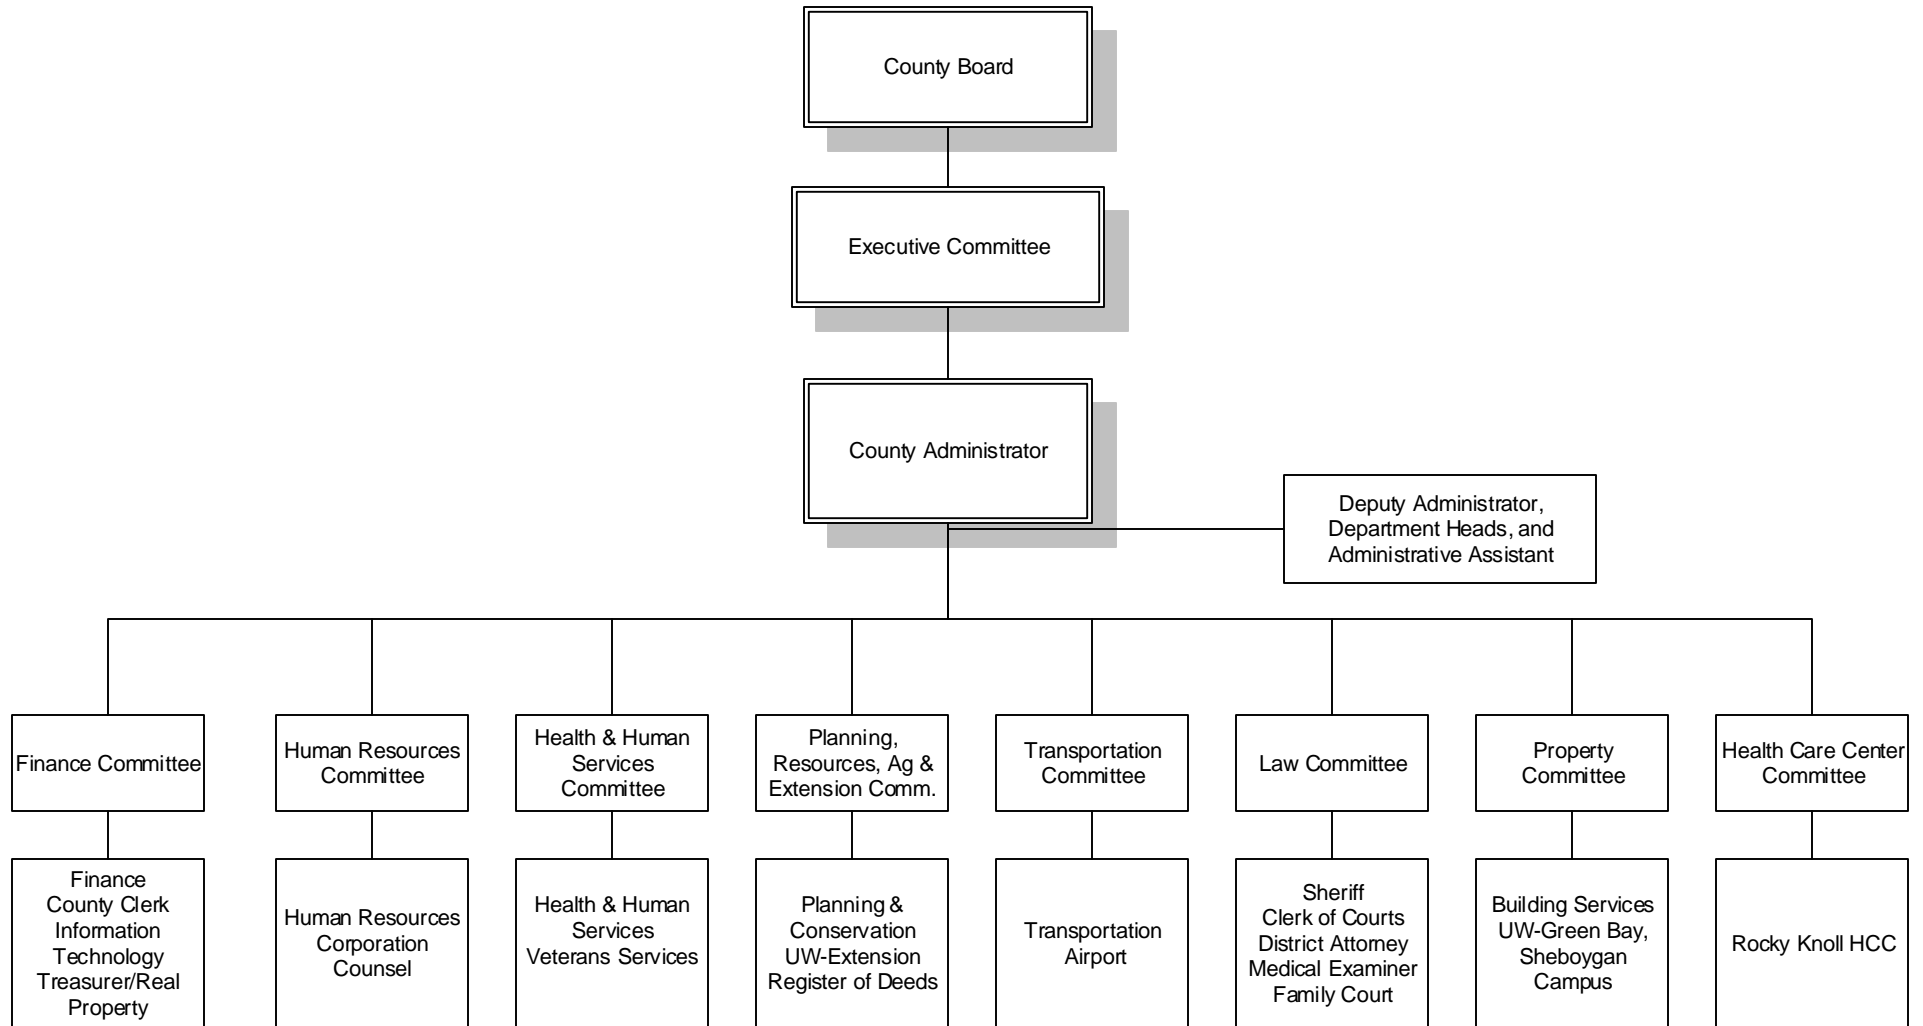 County Board
Executive Committee
County Administrator
Deputy Administrator,
Department Heads, and
Administrative Assistant
Finance Committee
Human Resources
Committee
Health & Human
Services
Committee
Planning,
Resources, Ag &
Extension Comm.
Transportation
Committee
Law Committee
Property
Committee
Health Care Center
Committee
Finance
County Clerk
Information
Technology
Treasurer/Real
Property
Human Resources
Corporation
Counsel
Health & Human
Services
Veterans Services
Planning &
Conservation
UW-Extension
Register of Deeds
Transportation
Airport
Sheriff
Clerk of Courts
District Attorney
Medical Examiner
Family Court
Building Services
UW-Green Bay,
Sheboygan
Campus
Rocky Knoll HCC